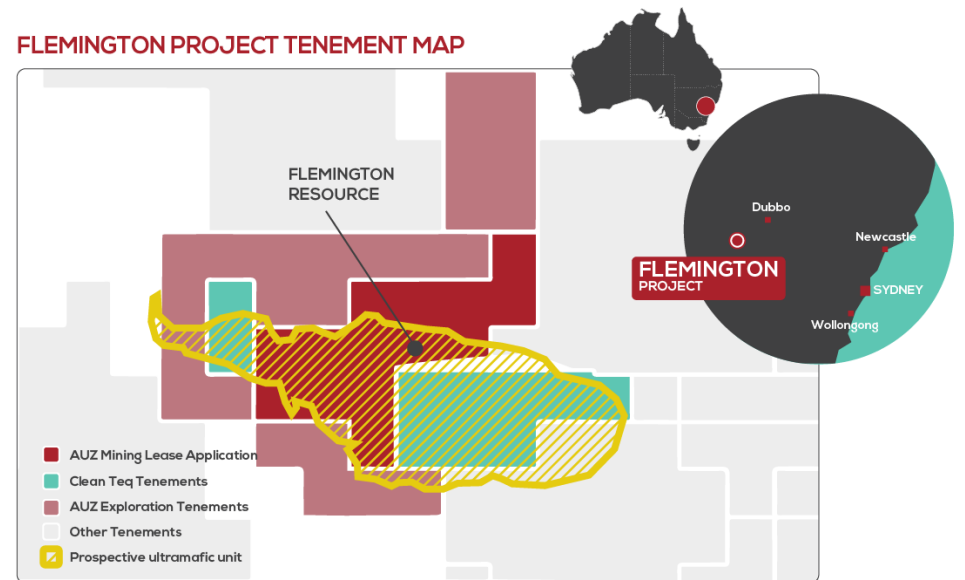 FLEMINGTON PROJECT TENEMENT MAP
FLEMINGTON
RESOURCE
Dubbo
Newcastle
FLEMINGTON
PROJECT
SYDNEY
Wollongong
AUZ Mining Lease Application
Clean Teq Tenements
AUZ Exploration Tenements
Other Tenements
Prospective ultramafic unit